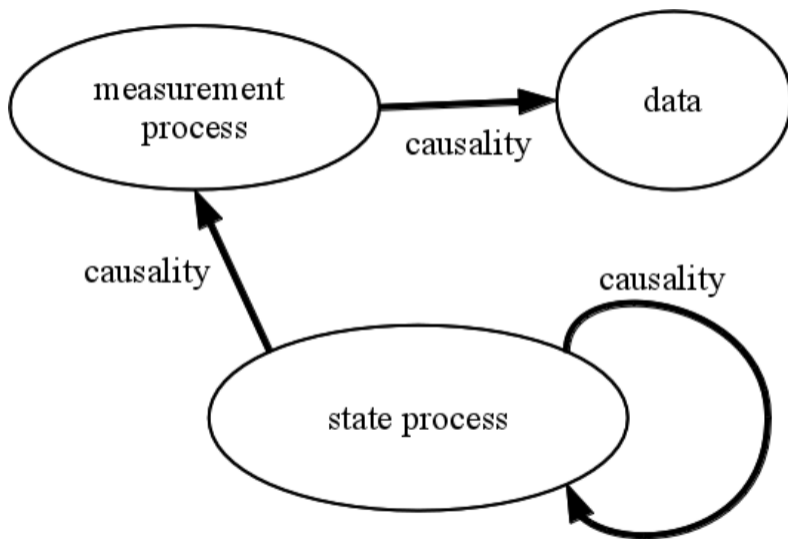 measurement
process
data
causality
causality
causality
state process